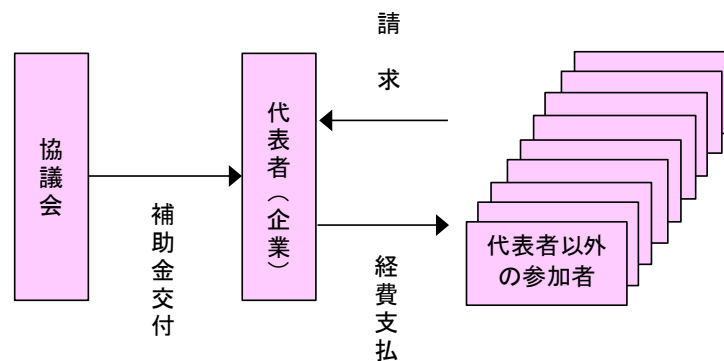 協議会
補助金交付
代表者（企業）
請求
経費支払
代表者以外
の参加者